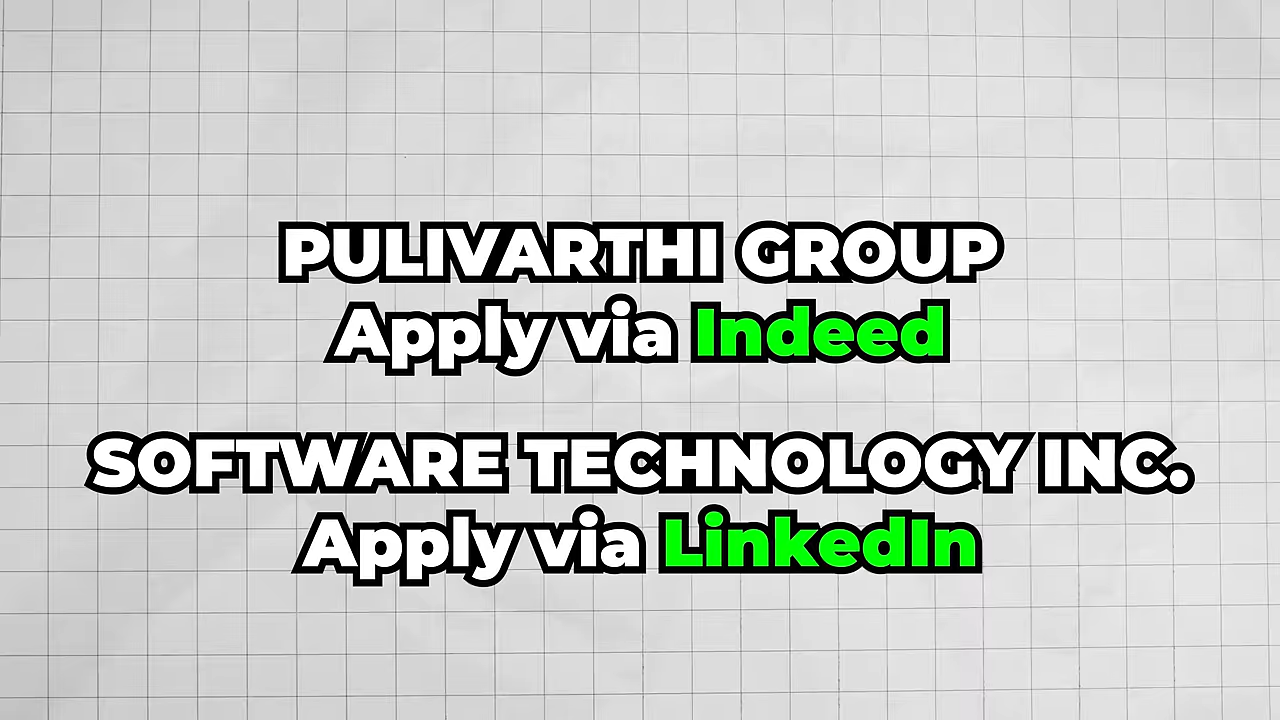 PULIVARTHI GROUP
Apply via Indeed
SOFTWARE TECHNOLOGY INC.
Apply via LinkedIn